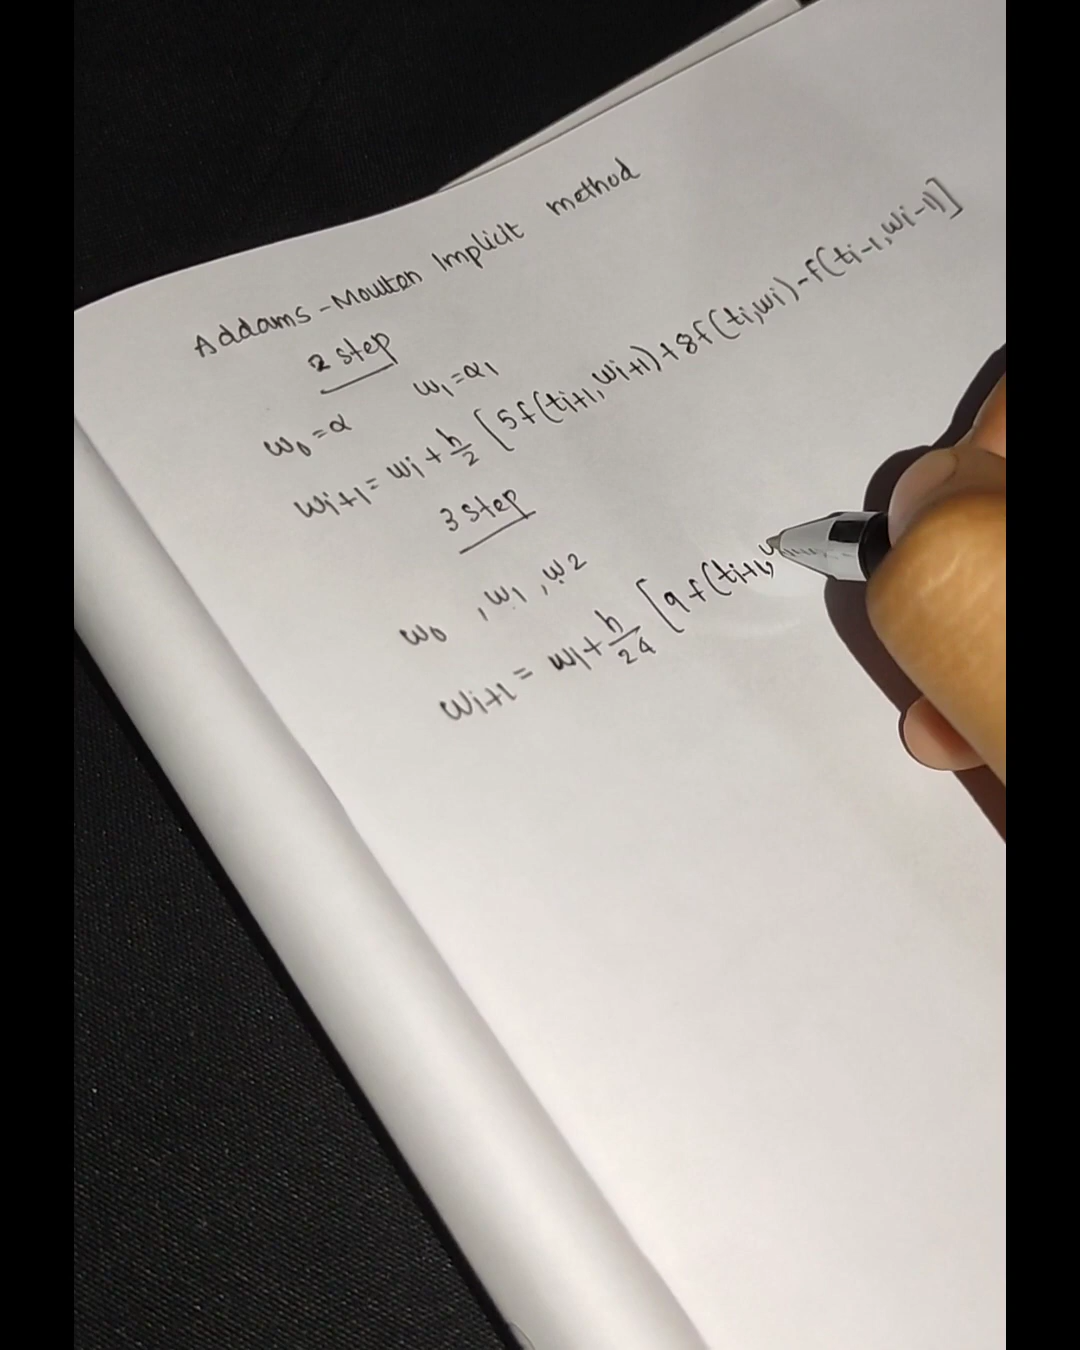 Addams-Moulton Implicit method
2 step
w₀=α w₁=α₁
wi+1= wi + h/2 [5f(ti+1,wi+1)+8f(ti,wi)-f(ti-1,wi-1)]
3 step
w₀ ,w₁ ,w₂
wi+1 = w1+ h/24 [9f(ti+1,